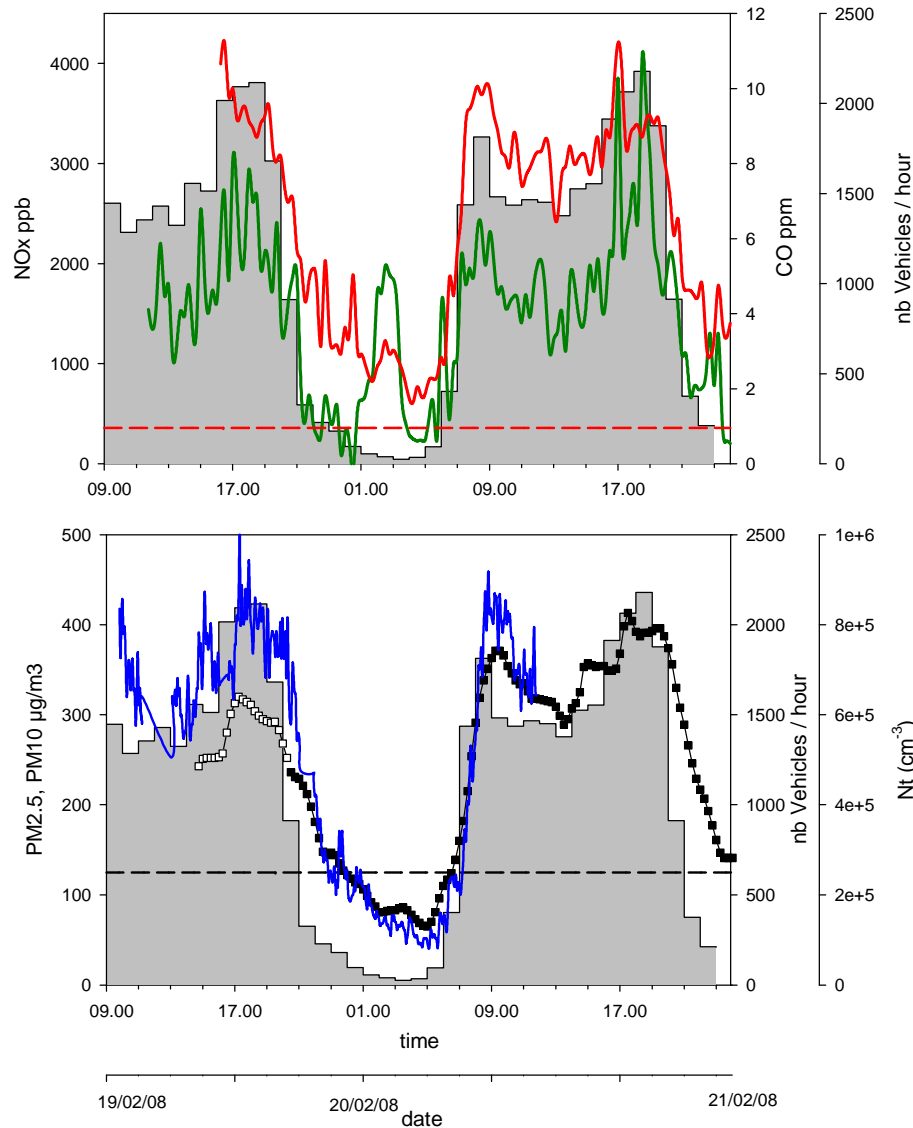 NOx ppb
4000
3000
2000
1000
0
12
10
8
6
4
2
0
CO ppm
2500
2000
1500
1000
500
0
nb Vehicles / hour
09.00 17.00 01.00 09.00 17.00
PM2.5, PM10 µg/m3
500
400
300
200
100
0
2500
2000
1500
1000
500
0
nb Vehicles / hour
1e+6
8e+5
6e+5
4e+5
2e+5
0
Nt (cm-3)
09.00 17.00 01.00 09.00 17.00
time
19/02/08 20/02/08 21/02/08
date